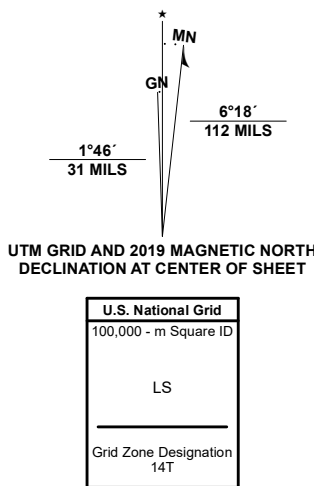 ★
MN
GN
6°18´
112 MILS
1°46´
31 MILS
UTM GRID AND 2019 MAGNETIC NORTH
DECLINATION AT CENTER OF SHEET
U.S. National Grid
100,000 - m Square ID
LS
Grid Zone Designation
14T